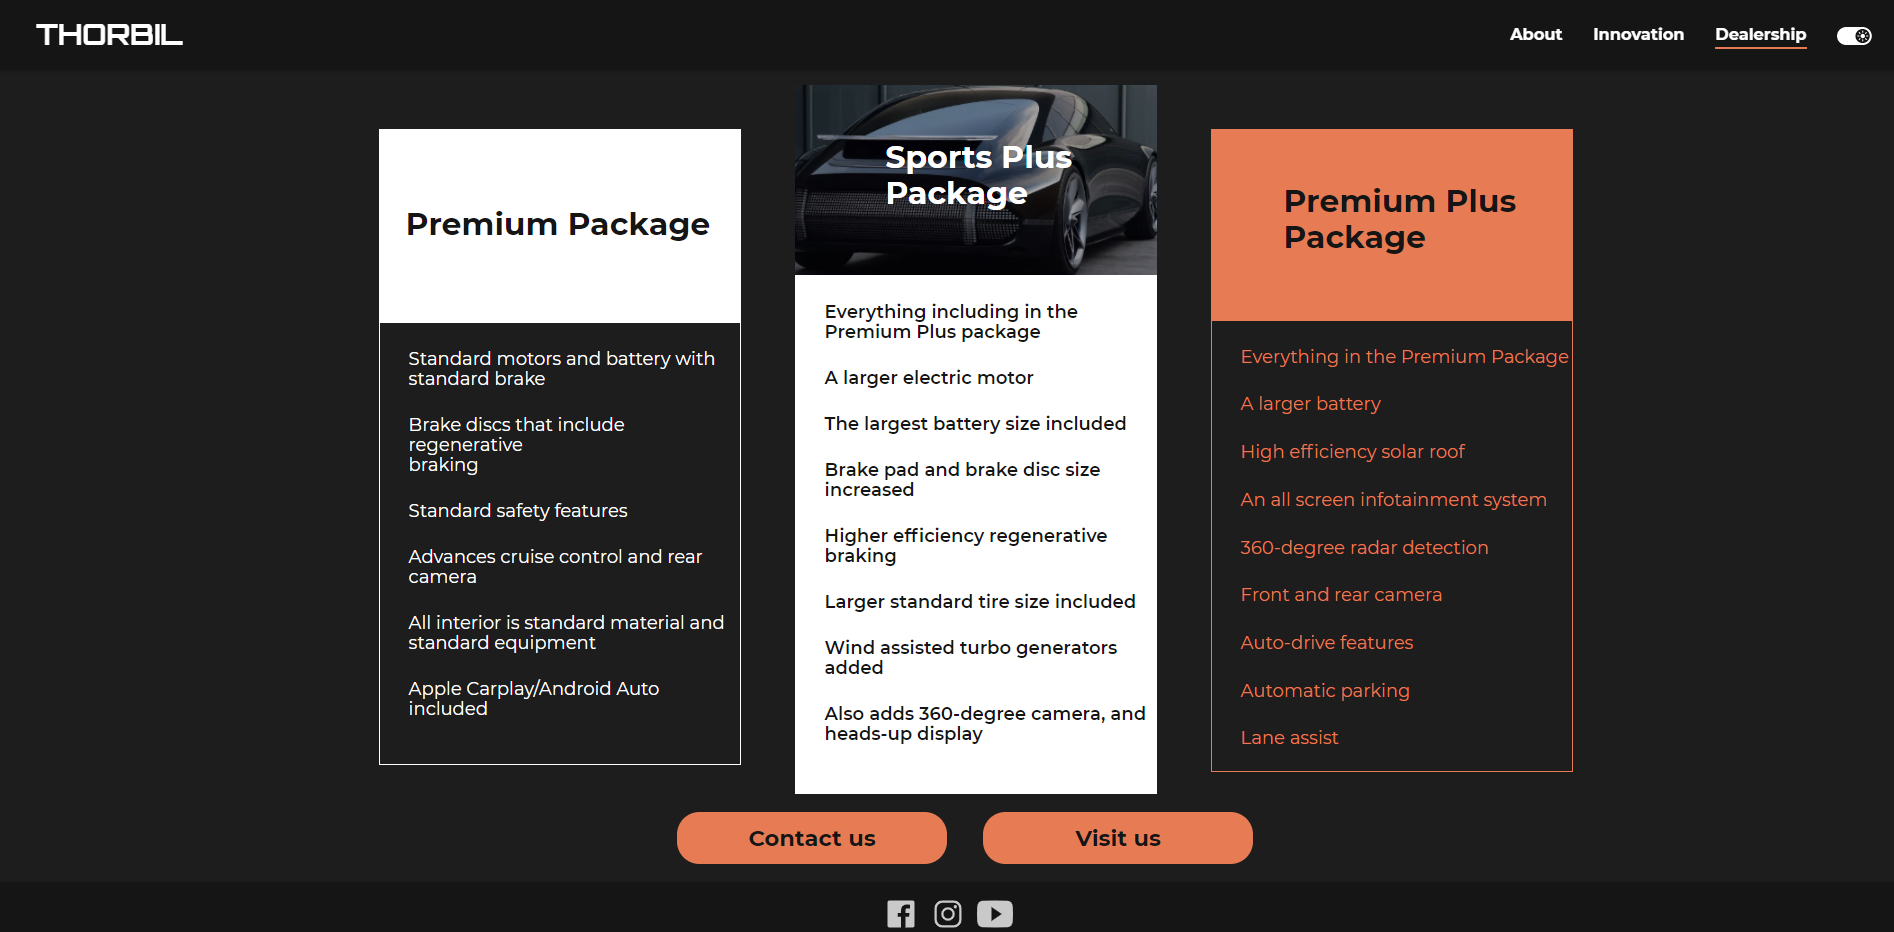 THORBIL
About
Innovation
Dealership
Premium Package
Standard motors and battery with
standard brake
Brake discs that include
regenerative
braking
Standard safety features
Advances cruise control and rear
camera
All interior is standard material and
standard equipment
Apple Carplay/Android Auto
included
Sports Plus
Package
Everything including in the
Premium Plus package
A larger electric motor
The largest battery size included
Brake pad and brake disc size
increased
Higher efficiency regenerative
braking
Larger standard tire size included
Wind assisted turbo generators
added
Also adds 360-degree camera, and
heads-up display
Premium Plus
Package
Everything in the Premium Package
A larger battery
High efficiency solar roof
An all screen infotainment system
360-degree radar detection
Front and rear camera
Auto-drive features
Automatic parking
Lane assist
Contact us
Visit us